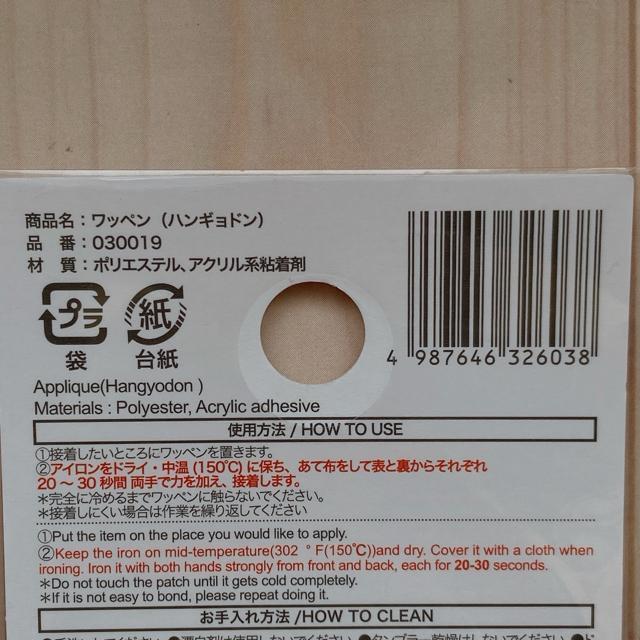 商品名：ワッペン（ハンギョドン）
品　番：030019
材　質：ポリエステル、アクリル系粘着剤
プラ 紙
袋 台紙
4 987646 326038
Applique(Hangyodon )
Materials : Polyester, Acrylic adhesive
使用方法 / HOW TO USE
①接着したいところにワッペンを置きます。
②アイロンをドライ・中温 (150℃) に保ち、あて布をして表と裏からそれぞれ
20 〜 30 秒間 両手で力を加え、接着します。
＊完全に冷めるまでワッペンに触らないでください。
＊接着しにくい場合は作業を繰り返してください
①Put the item on the place you would like to apply.
②Keep the iron on mid-temperature(302 ° F(150℃))and dry. Cover it with a cloth when
ironing. Iron it with both hands strongly from front and back, each for 20-30 seconds.
＊Do not touch the patch until it gets cold completely.
＊If it is not easy to bond, please repeat doing it.
お手入れ方法 /HOW TO CLEAN